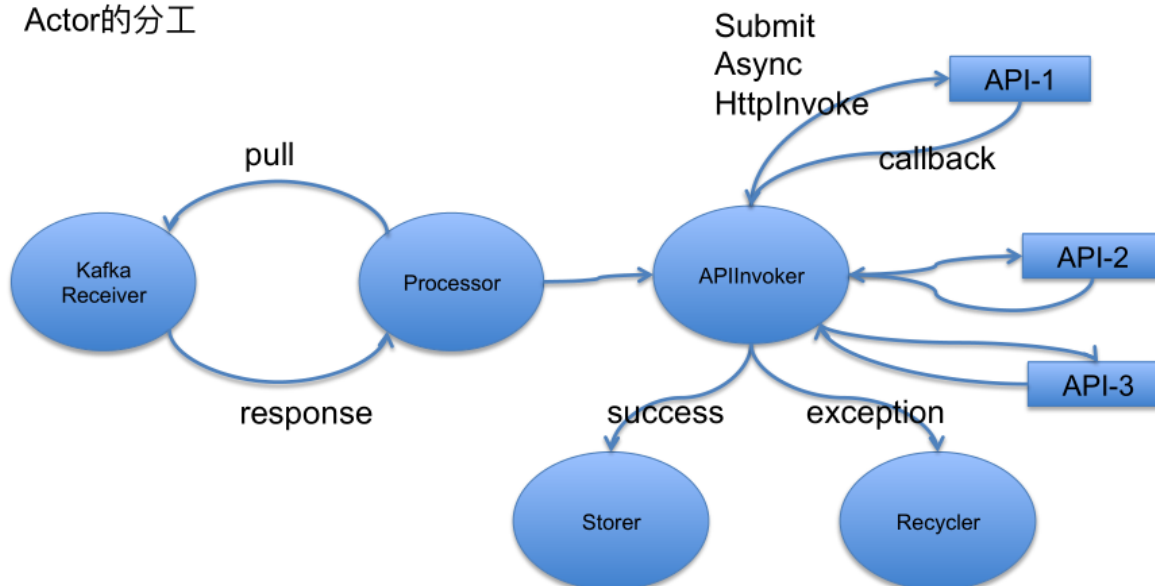 Actor的分工
Submit
Async
HttpInvoke
API-1
callback
pull
Kafka
Receiver
Processor
APIInvoker
API-2
API-3
response
success
exception
Storer
Recycler